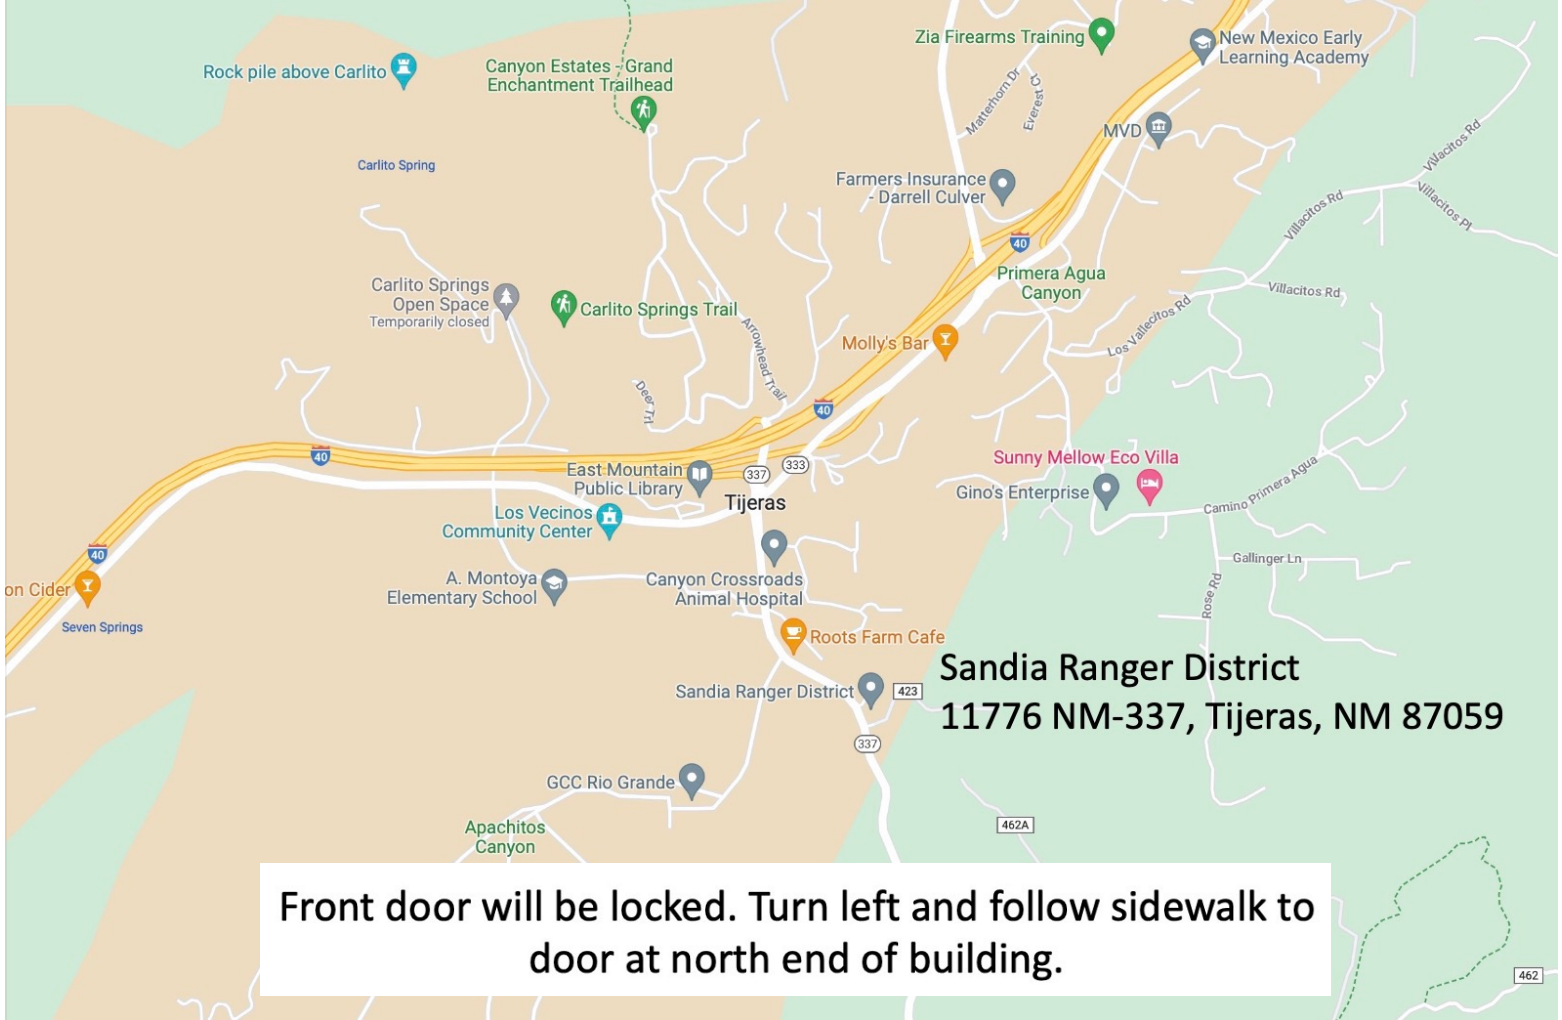 Zia Firearms Training
New Mexico Early
Learning Academy
Rock pile above Carlito
Canyon Estates - Grand
Enchantment Trailhead
Matterhorn Dr
Everest Ct
MVD
Villacitos Rd
Carlito Spring
Farmers Insurance
- Darrell Culver
Villacitos Rd
Villacitos Pl
40
Primera Agua
Canyon
Carlito Springs
Open Space
Temporarily closed
Carlito Springs Trail
Villacitos Rd
Los Vallecitos Rd
Arrowhead Trail
Molly's Bar
Deer Trl
40
40
East Mountain
Public Library
337
333
Tijeras
Sunny Mellow Eco Villa
Gino's Enterprise
Camino Primera Agua
Los Vecinos
Community Center
40
on Cider
Seven Springs
A. Montoya
Elementary School
Canyon Crossroads
Animal Hospital
Gallinger Ln
Rose Rd
Roots Farm Cafe
Sandia Ranger District
423
Sandia Ranger District
11776 NM-337, Tijeras, NM 87059
337
GCC Rio Grande
Apachitos
Canyon
462A
Front door will be locked. Turn left and follow sidewalk to
door at north end of building.
462